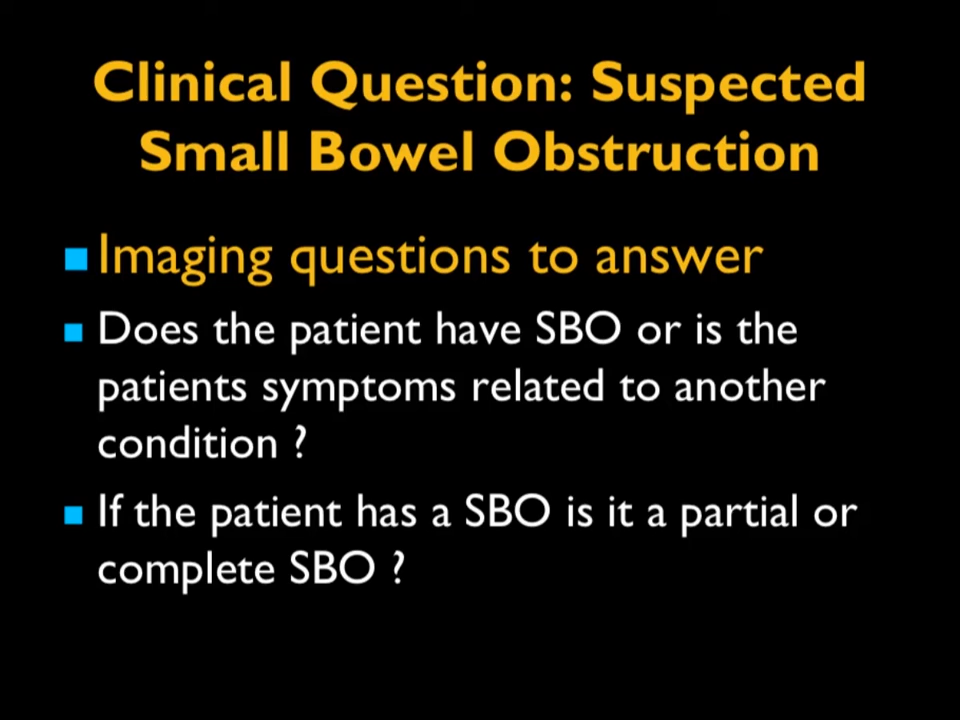 Clinical Question: Suspected
Small Bowel Obstruction
Imaging questions to answer
Does the patient have SBO or is the
patients symptoms related to another
condition ?
If the patient has a SBO is it a partial or
complete SBO ?